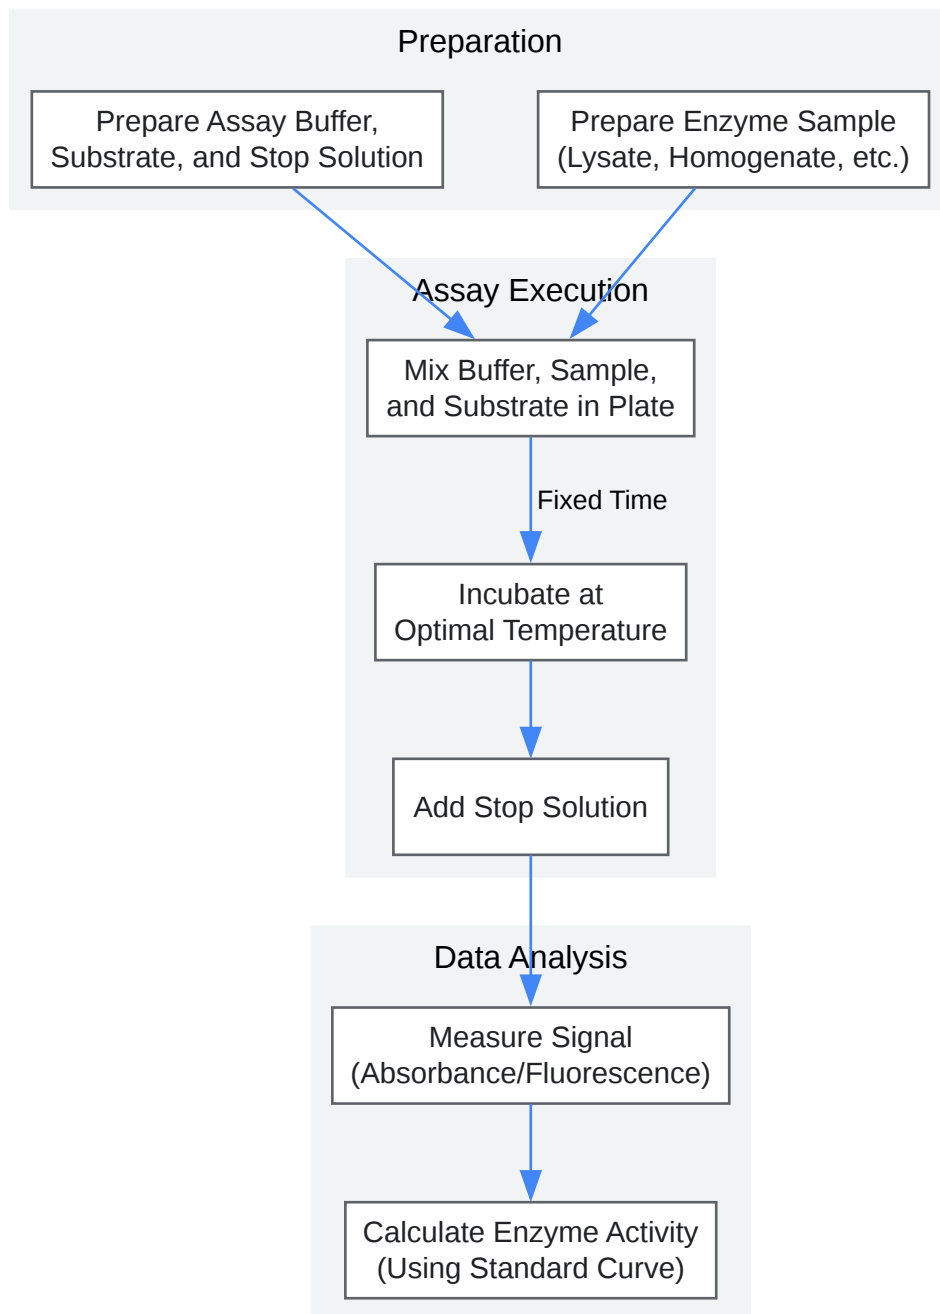 Preparation
Prepare Assay Buffer,
Substrate, and Stop Solution
Prepare Enzyme Sample
(Lysate, Homogenate, etc.)
Assay Execution
Mix Buffer, Sample,
and Substrate in Plate
Fixed Time
Incubate at
Optimal Temperature
Add Stop Solution
Data Analysis
Measure Signal
(Absorbance/Fluorescence)
Calculate Enzyme Activity
(Using Standard Curve)